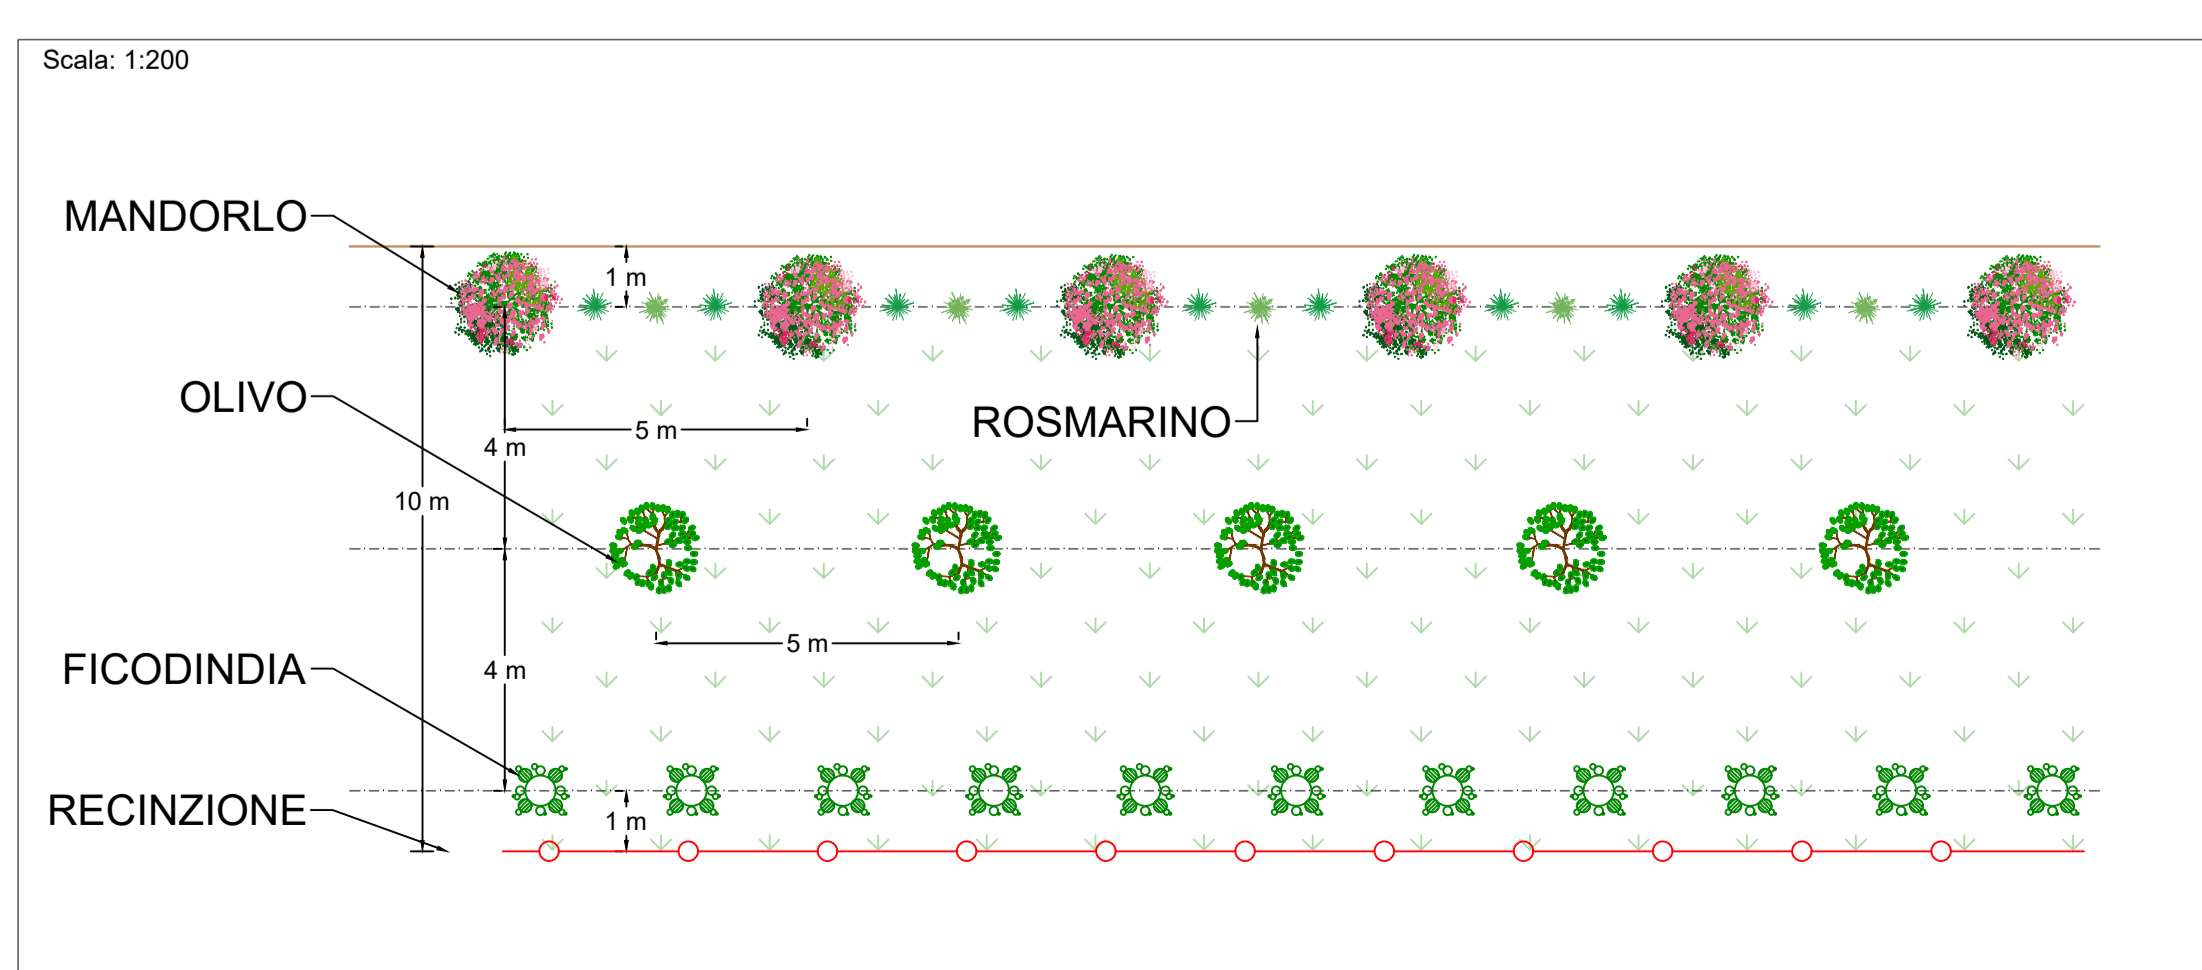 Scala: 1:200
MANDORLO
1 m
OLIVO
ROSMARINO
5 m
4 m
10 m
5 m
FICODINDIA
4 m
RECINZIONE
1 m